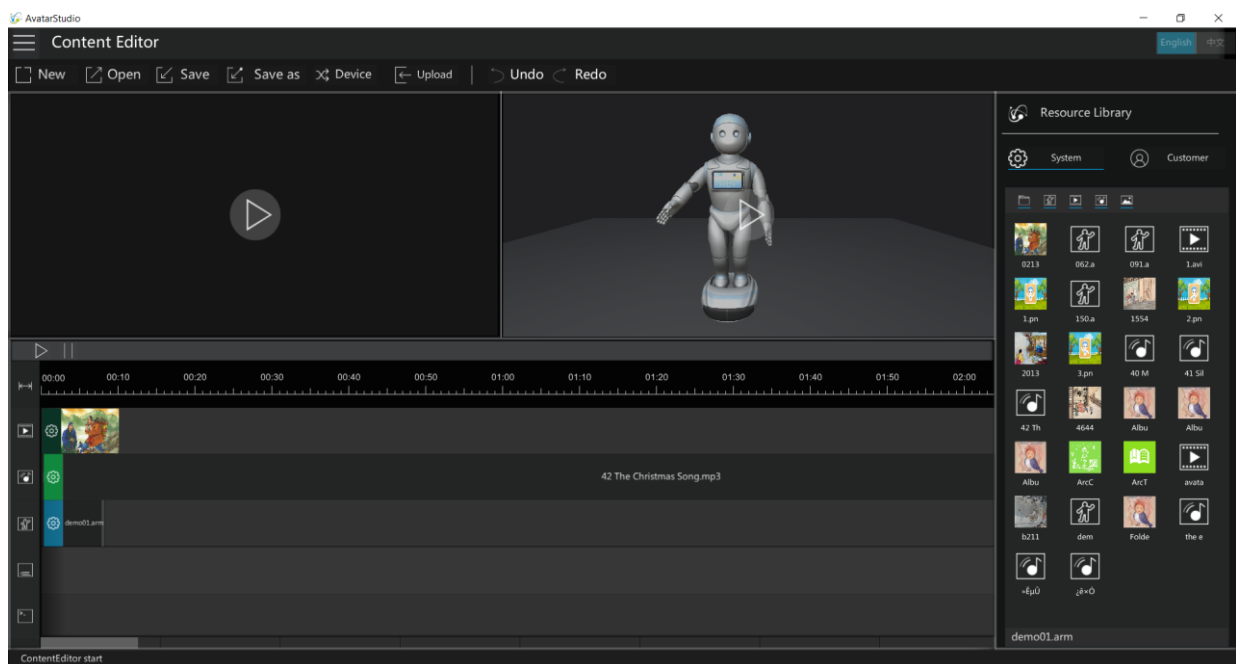 AvatarStudio
Content Editor
English 中文
New Open Save Save as Device Upload Undo Redo
Resource Library
System Customer
0213 062.a 091.a 1.avi
1.pn 150.a 1554 2.pn
2013 3.pn 40 M 41 Sil
42 Th 4644 Albu Albu
Albu ArcC ArcT avata
b211 dem Folde the e
«ÊµÛ ¿é×Ó
demo01.arm
00:00 00:10 00:20 00:30 00:40 00:50 01:00 01:10 01:20 01:30 01:40 01:50 02:00
42 The Christmas Song.mp3
demo01.arm
ContentEditor start